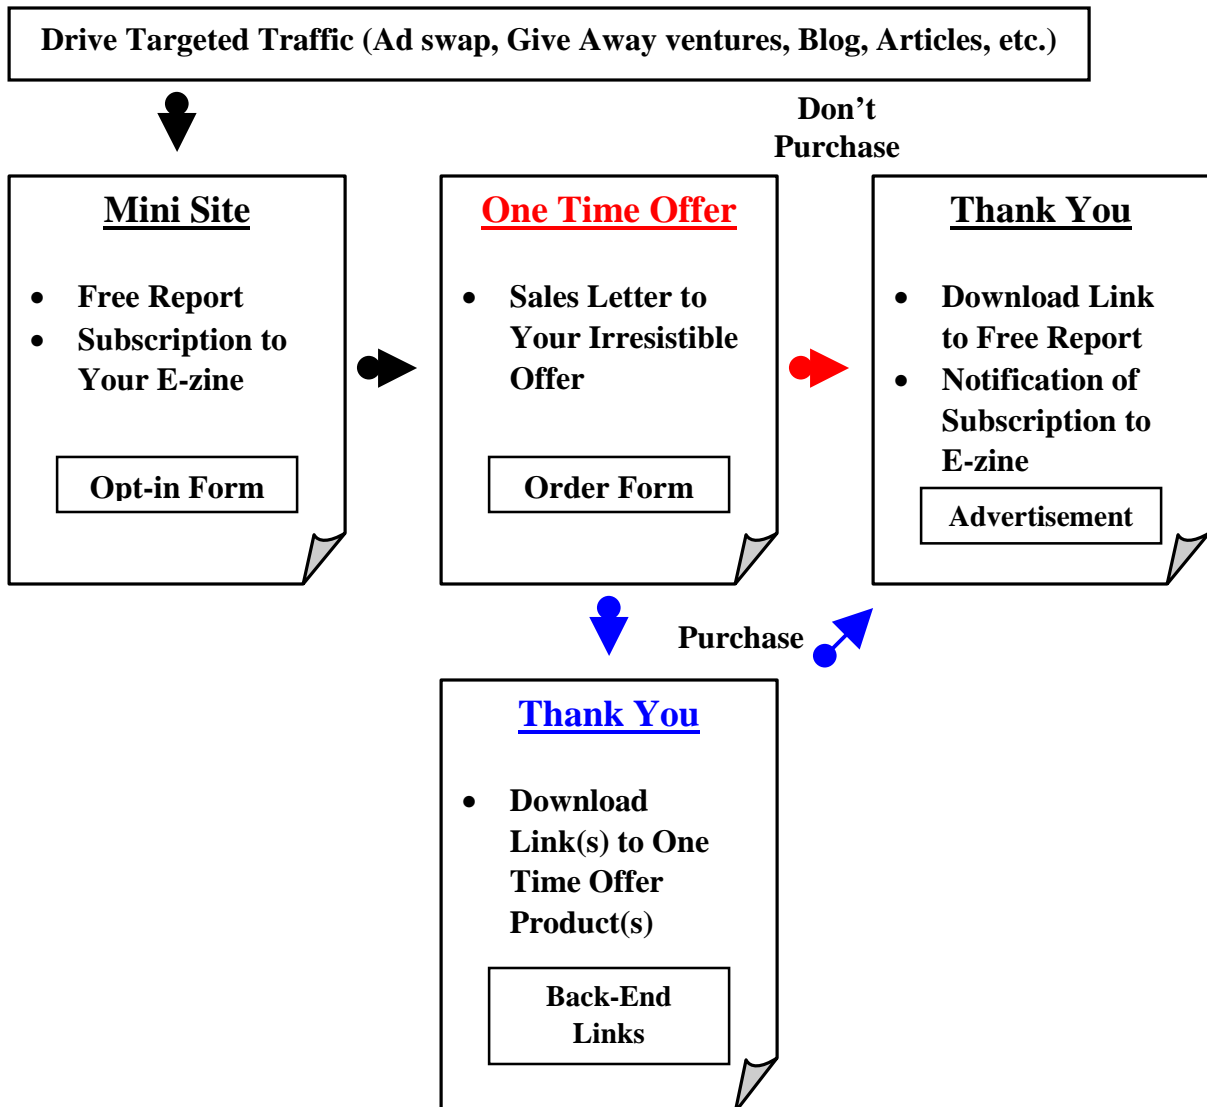 Drive Targeted Traffic (Ad swap, Give Away ventures, Blog, Articles, etc.)
Don’t
Purchase
Mini Site
• Free Report
• Subscription to
Your E-zine
Opt-in Form
One Time Offer
• Sales Letter to
Your Irresistible
Offer
Order Form
Thank You
• Download Link
to Free Report
• Notification of
Subscription to
E-zine
Advertisement
Purchase
Thank You
• Download
Link(s) to One
Time Offer
Product(s)
Back-End
Links